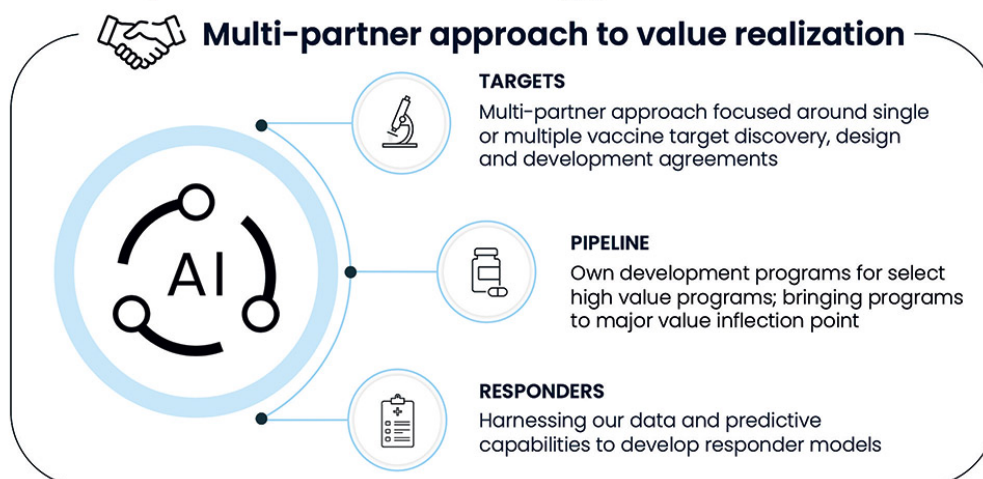 Multi-partner approach to value realization
TARGETS
Multi-partner approach focused around single
or multiple vaccine target discovery, design
and development agreements
AI
PIPELINE
Own development programs for select
high value programs; bringing programs
to major value inflection point
RESPONDERS
Harnessing our data and predictive
capabilities to develop responder models